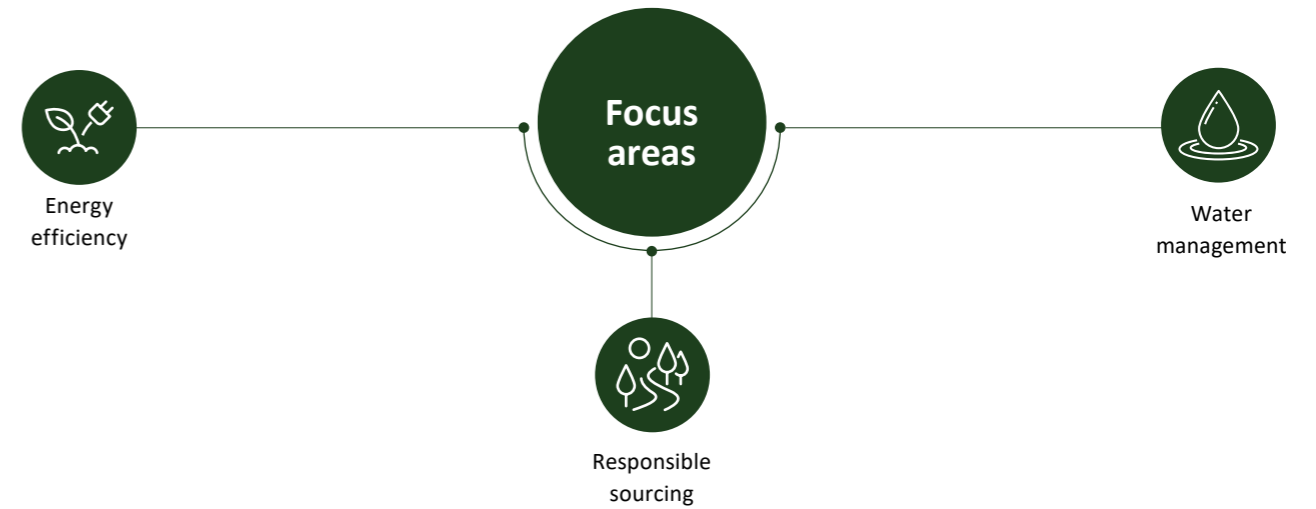 Focus
areas
Energy
efficiency
Water
management
Responsible
sourcing